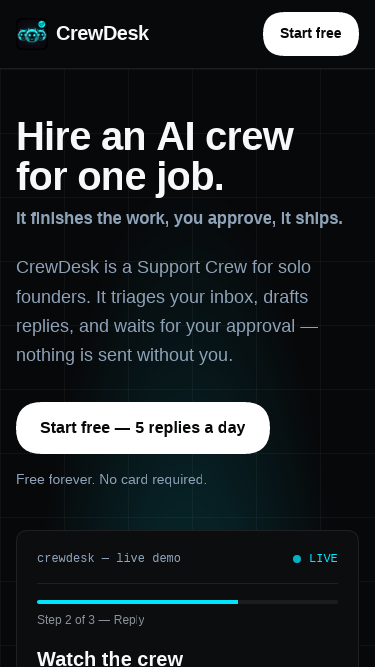 CrewDesk
Start free
Hire an AI crew
for one job.
It finishes the work, you approve, it ships.
CrewDesk is a Support Crew for solo
founders. It triages your inbox, drafts
replies, and waits for your approval —
nothing is sent without you.
Start free — 5 replies a day
Free forever. No card required.
crewdesk — live demo
LIVE
Step 2 of 3 — Reply
Watch the crew